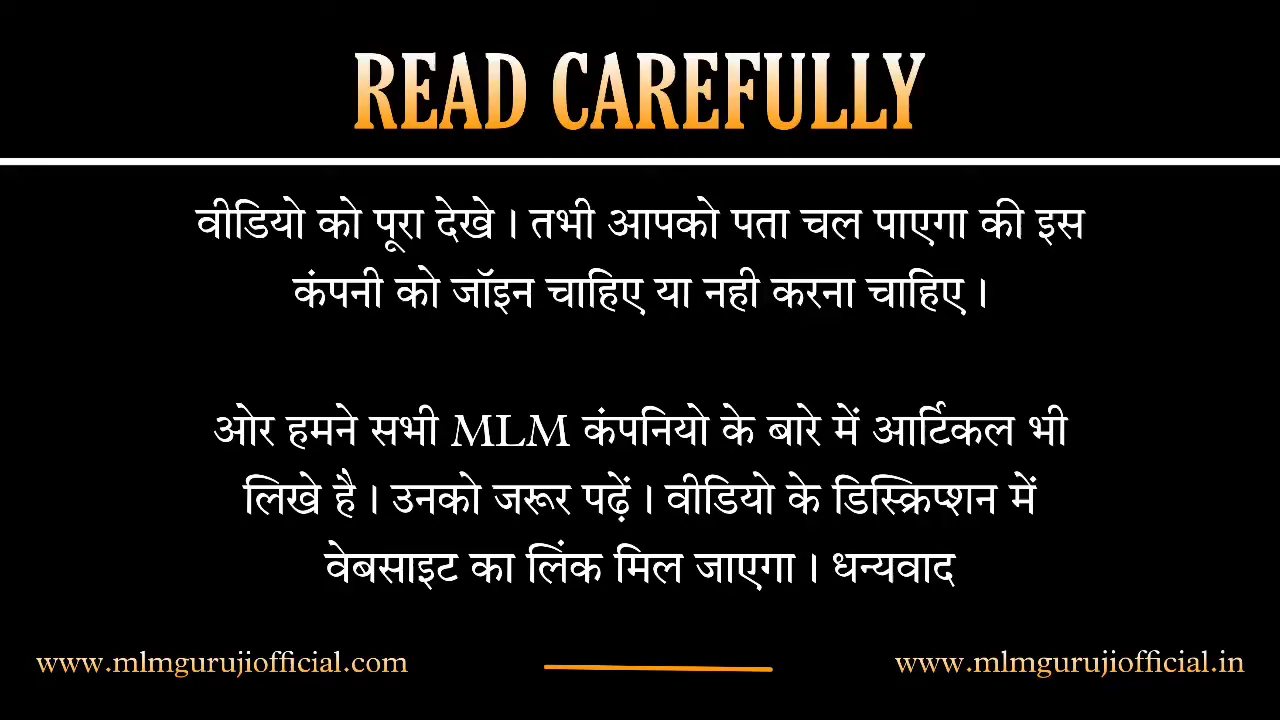 READ CAREFULLY
वीडियो को पूरा देखे । तभी आपको पता चल पाएगा की इस
कंपनी को जॉइन चाहिए या नही करना चाहिए ।
ओर हमने सभी MLM कंपनियो के बारे में आर्टिकल भी
लिखे है । उनको जरूर पढ़ें । वीडियो के डिस्क्रिप्शन में
वेबसाइट का लिंक मिल जाएगा । धन्यवाद
www.mlmgurujiofficial.com
www.mlmgurujiofficial.in